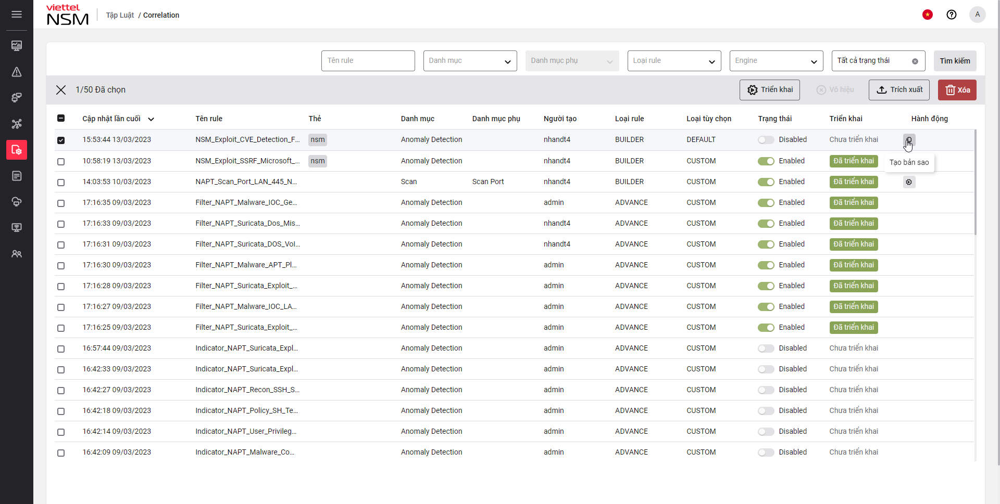 viettel
NSM
Tập Luật / Correlation
A
Tên rule
Danh mục
Danh mục phụ
Loại rule
Engine
Tất cả trạng thái
Tìm kiếm
1/50 Đã chọn
Triển khai
Vô hiệu
Trích xuất
Xóa
Cập nhật lần cuối Tên rule Thẻ Danh mục Danh mục phụ Người tạo Loại rule Loại tùy chọn Trạng thái Triển khai Hành động
15:53:44 13/03/2023 NSM_Exploit_CVE_Detection_F... nsm Anomaly Detection nhandt4 BUILDER DEFAULT Disabled Chưa triển khai
10:58:19 13/03/2023 NSM_Exploit_SSRF_Microsoft_... nsm Anomaly Detection nhandt4 BUILDER CUSTOM Enabled Đã triển khai
Tạo bản sao
14:03:53 10/03/2023 NAPT_Scan_Port_LAN_445_N... Scan Scan Port nhandt4 BUILDER CUSTOM Enabled Đã triển khai
17:16:35 09/03/2023 Filter_NAPT_Malware_IOC_Ge... Anomaly Detection admin ADVANCE CUSTOM Enabled Đã triển khai
17:16:33 09/03/2023 Filter_NAPT_Suricata_Dos_Mis... Anomaly Detection nhandt4 ADVANCE CUSTOM Enabled Đã triển khai
17:16:31 09/03/2023 Filter_NAPT_Suricata_DOS_Vol... Anomaly Detection nhandt4 ADVANCE CUSTOM Enabled Đã triển khai
17:16:30 09/03/2023 Filter_NAPT_Malware_APT_Pl... Anomaly Detection admin ADVANCE CUSTOM Enabled Đã triển khai
17:16:28 09/03/2023 Filter_NAPT_Suricata_Exploit_... Anomaly Detection admin ADVANCE CUSTOM Enabled Đã triển khai
17:16:27 09/03/2023 Filter_NAPT_Malware_IOC_LA... Anomaly Detection admin ADVANCE CUSTOM Enabled Đã triển khai
17:16:25 09/03/2023 Filter_NAPT_Suricata_Exploit_... Anomaly Detection admin ADVANCE CUSTOM Enabled Đã triển khai
16:57:44 09/03/2023 Indicator_NAPT_Suricata_Expl... Anomaly Detection admin ADVANCE CUSTOM Disabled Chưa triển khai
16:42:33 09/03/2023 Indicator_NAPT_Suricata_Expl... Anomaly Detection admin ADVANCE CUSTOM Disabled Chưa triển khai
16:42:27 09/03/2023 Indicator_NAPT_Recon_SSH_S... Anomaly Detection admin ADVANCE CUSTOM Disabled Chưa triển khai
16:42:18 09/03/2023 Indicator_NAPT_Policy_SH_Te... Anomaly Detection admin ADVANCE CUSTOM Disabled Chưa triển khai
16:42:14 09/03/2023 Indicator_NAPT_User_Privileg... Anomaly Detection admin ADVANCE CUSTOM Disabled Chưa triển khai
16:42:09 09/03/2023 Indicator_NAPT_Malware_Co... Anomaly Detection admin ADVANCE CUSTOM Disabled Chưa triển khai